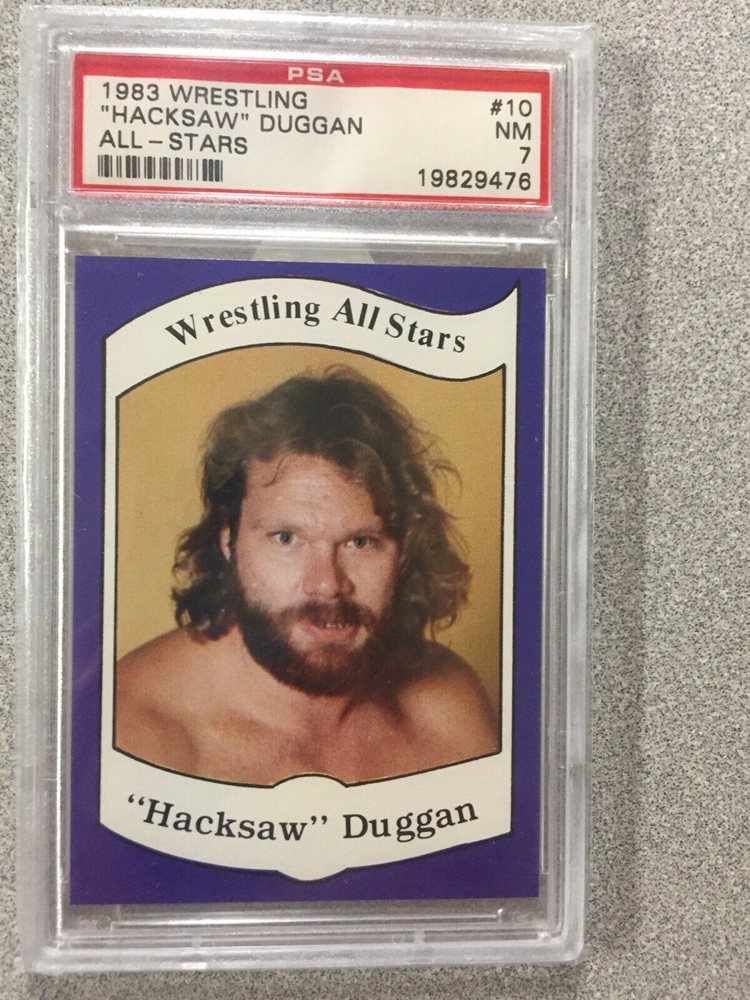 PSA
1983 WRESTLING #10
"HACKSAW" DUGGAN NM
ALL-STARS 7
19829476
Wrestling All Stars
“Hacksaw” Duggan